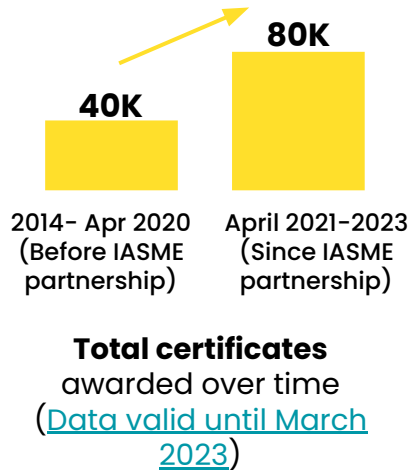 80K
40K
2014- Apr 2020
(Before IASME
partnership)
April 2021-2023
(Since IASME
partnership)
Total certificates
awarded over time
(Data valid until March
2023)